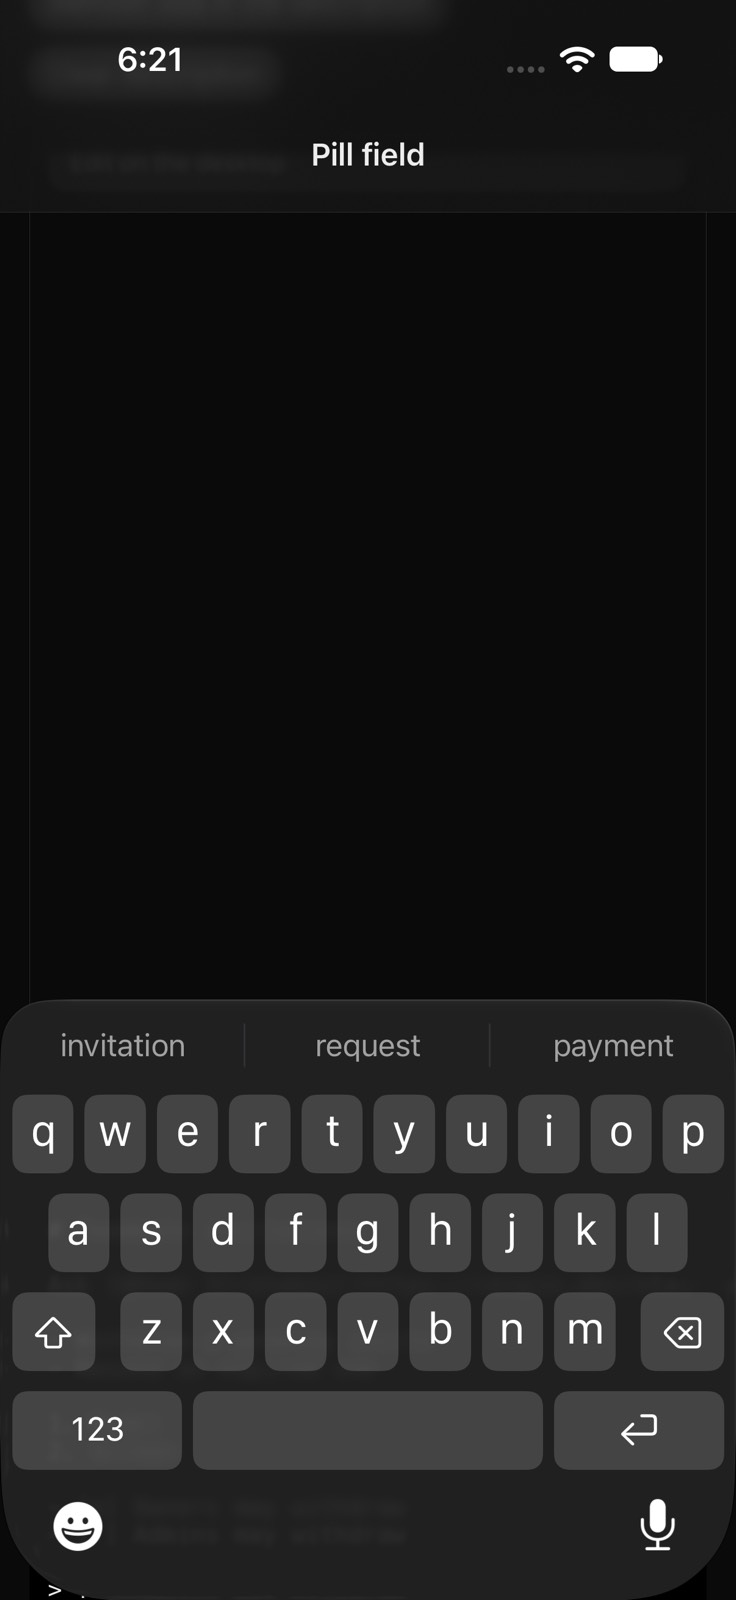 6:21
Pill field
invitation request payment
q w e r t y u i o p
a s d f g h j k l
z x c v b n m
123
>